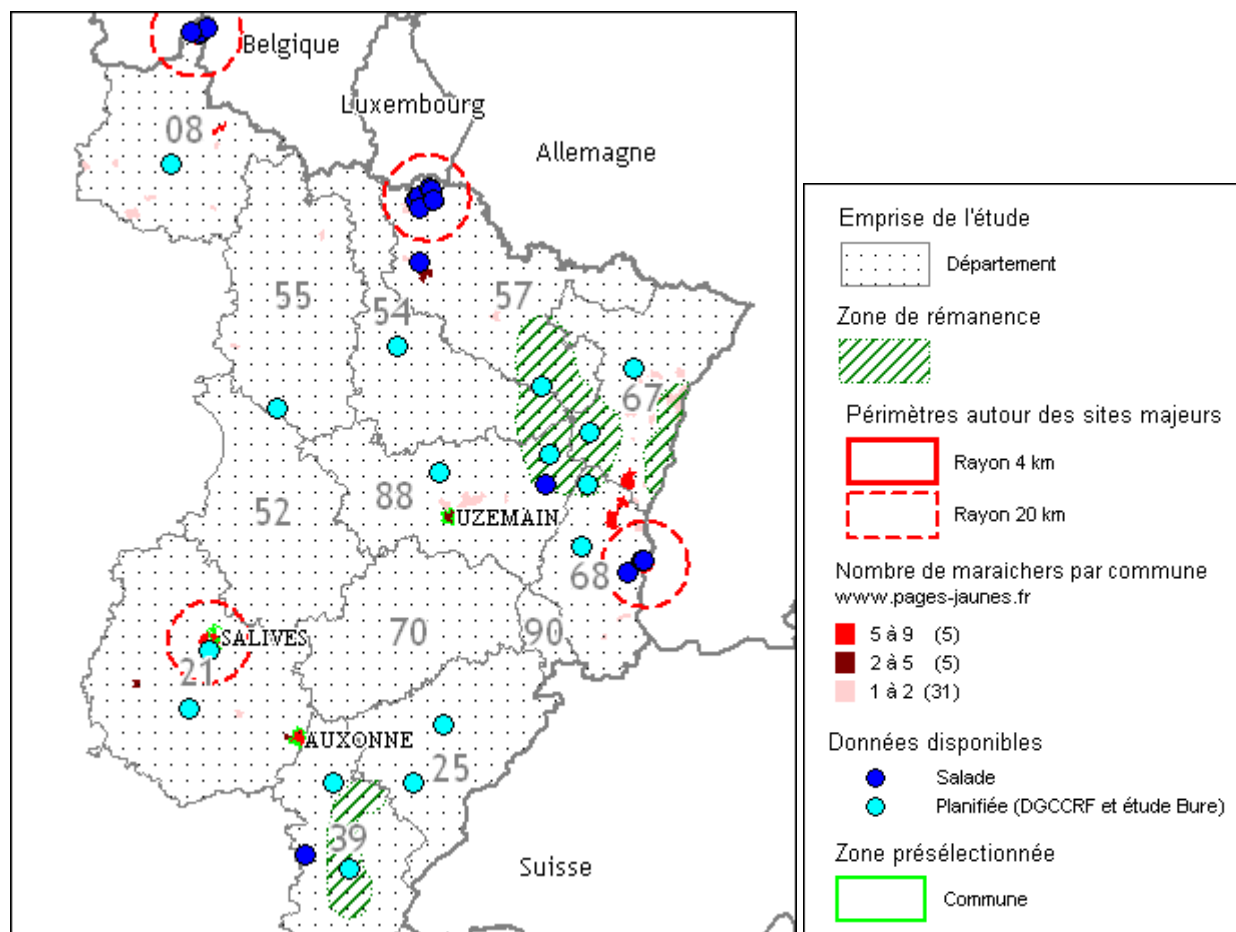 Belgique
Luxembourg
08
Allemagne
55
54
57
67
88
UZEMAIN
52
68
SALIVES
70
90
21
AUXONNE
25
39
Suisse
Emprise de l'étude
Département
Zone de rémanence
Périmètres autour des sites majeurs
Rayon 4 km
Rayon 20 km
Nombre de maraichers par commune
www.pages-jaunes.fr
5 à 9 (5)
2 à 5 (5)
1 à 2 (31)
Données disponibles
Salade
Planifiée (DGCCRF et étude Bure)
Zone présélectionnée
Commune